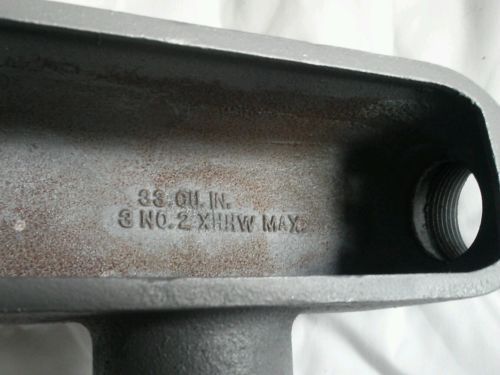 33 CU. IN.
3 NO. 2 XHHW MAX.